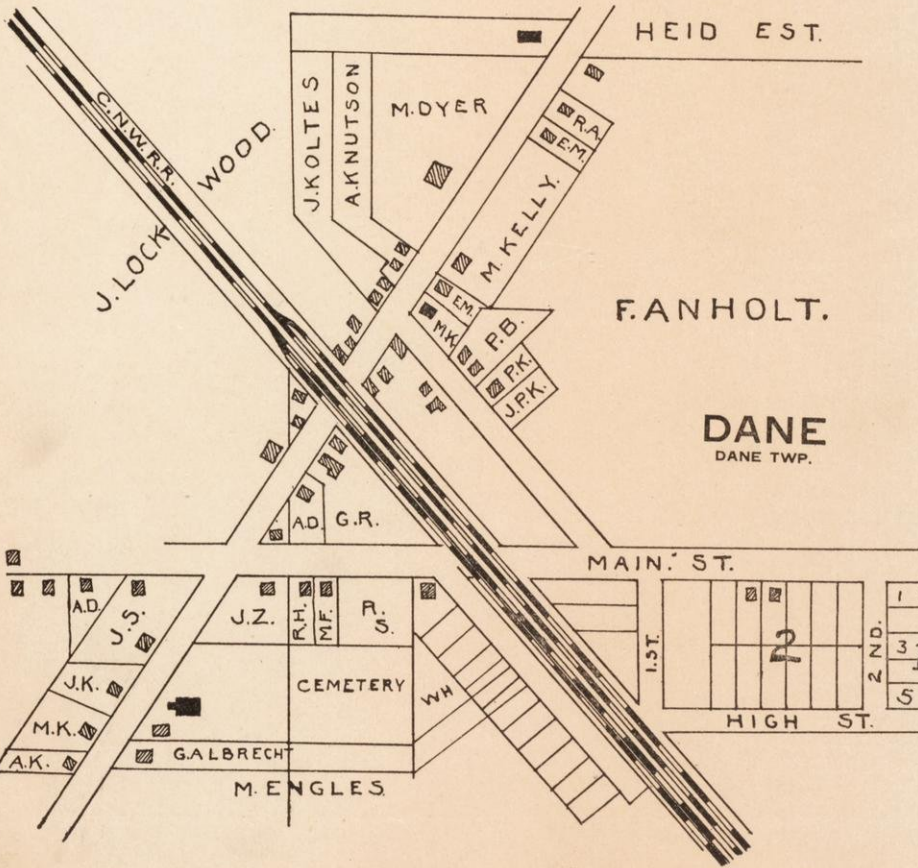 HEID EST.
C.N.W.R.R.
J. LOCKWOOD.
J. KOLTES
A. KNUTSON
M. DYER
R.A.
E.M.
M. KELLY.
E.M.
M.K.
P.B.
P.K.
J.P.K.
F. ANHOLT.
DANE
DANE TWP.
A.D.
G.R.
MAIN. ST.
A.D.
J.S.
J.Z.
R.H.
M.F.
R.
S.
J.K.
M.K.
A.K.
CEMETERY
WH
G. ALBRECHT
M. ENGLES
1. ST.
2
2 ND.
1
3
5
HIGH ST.